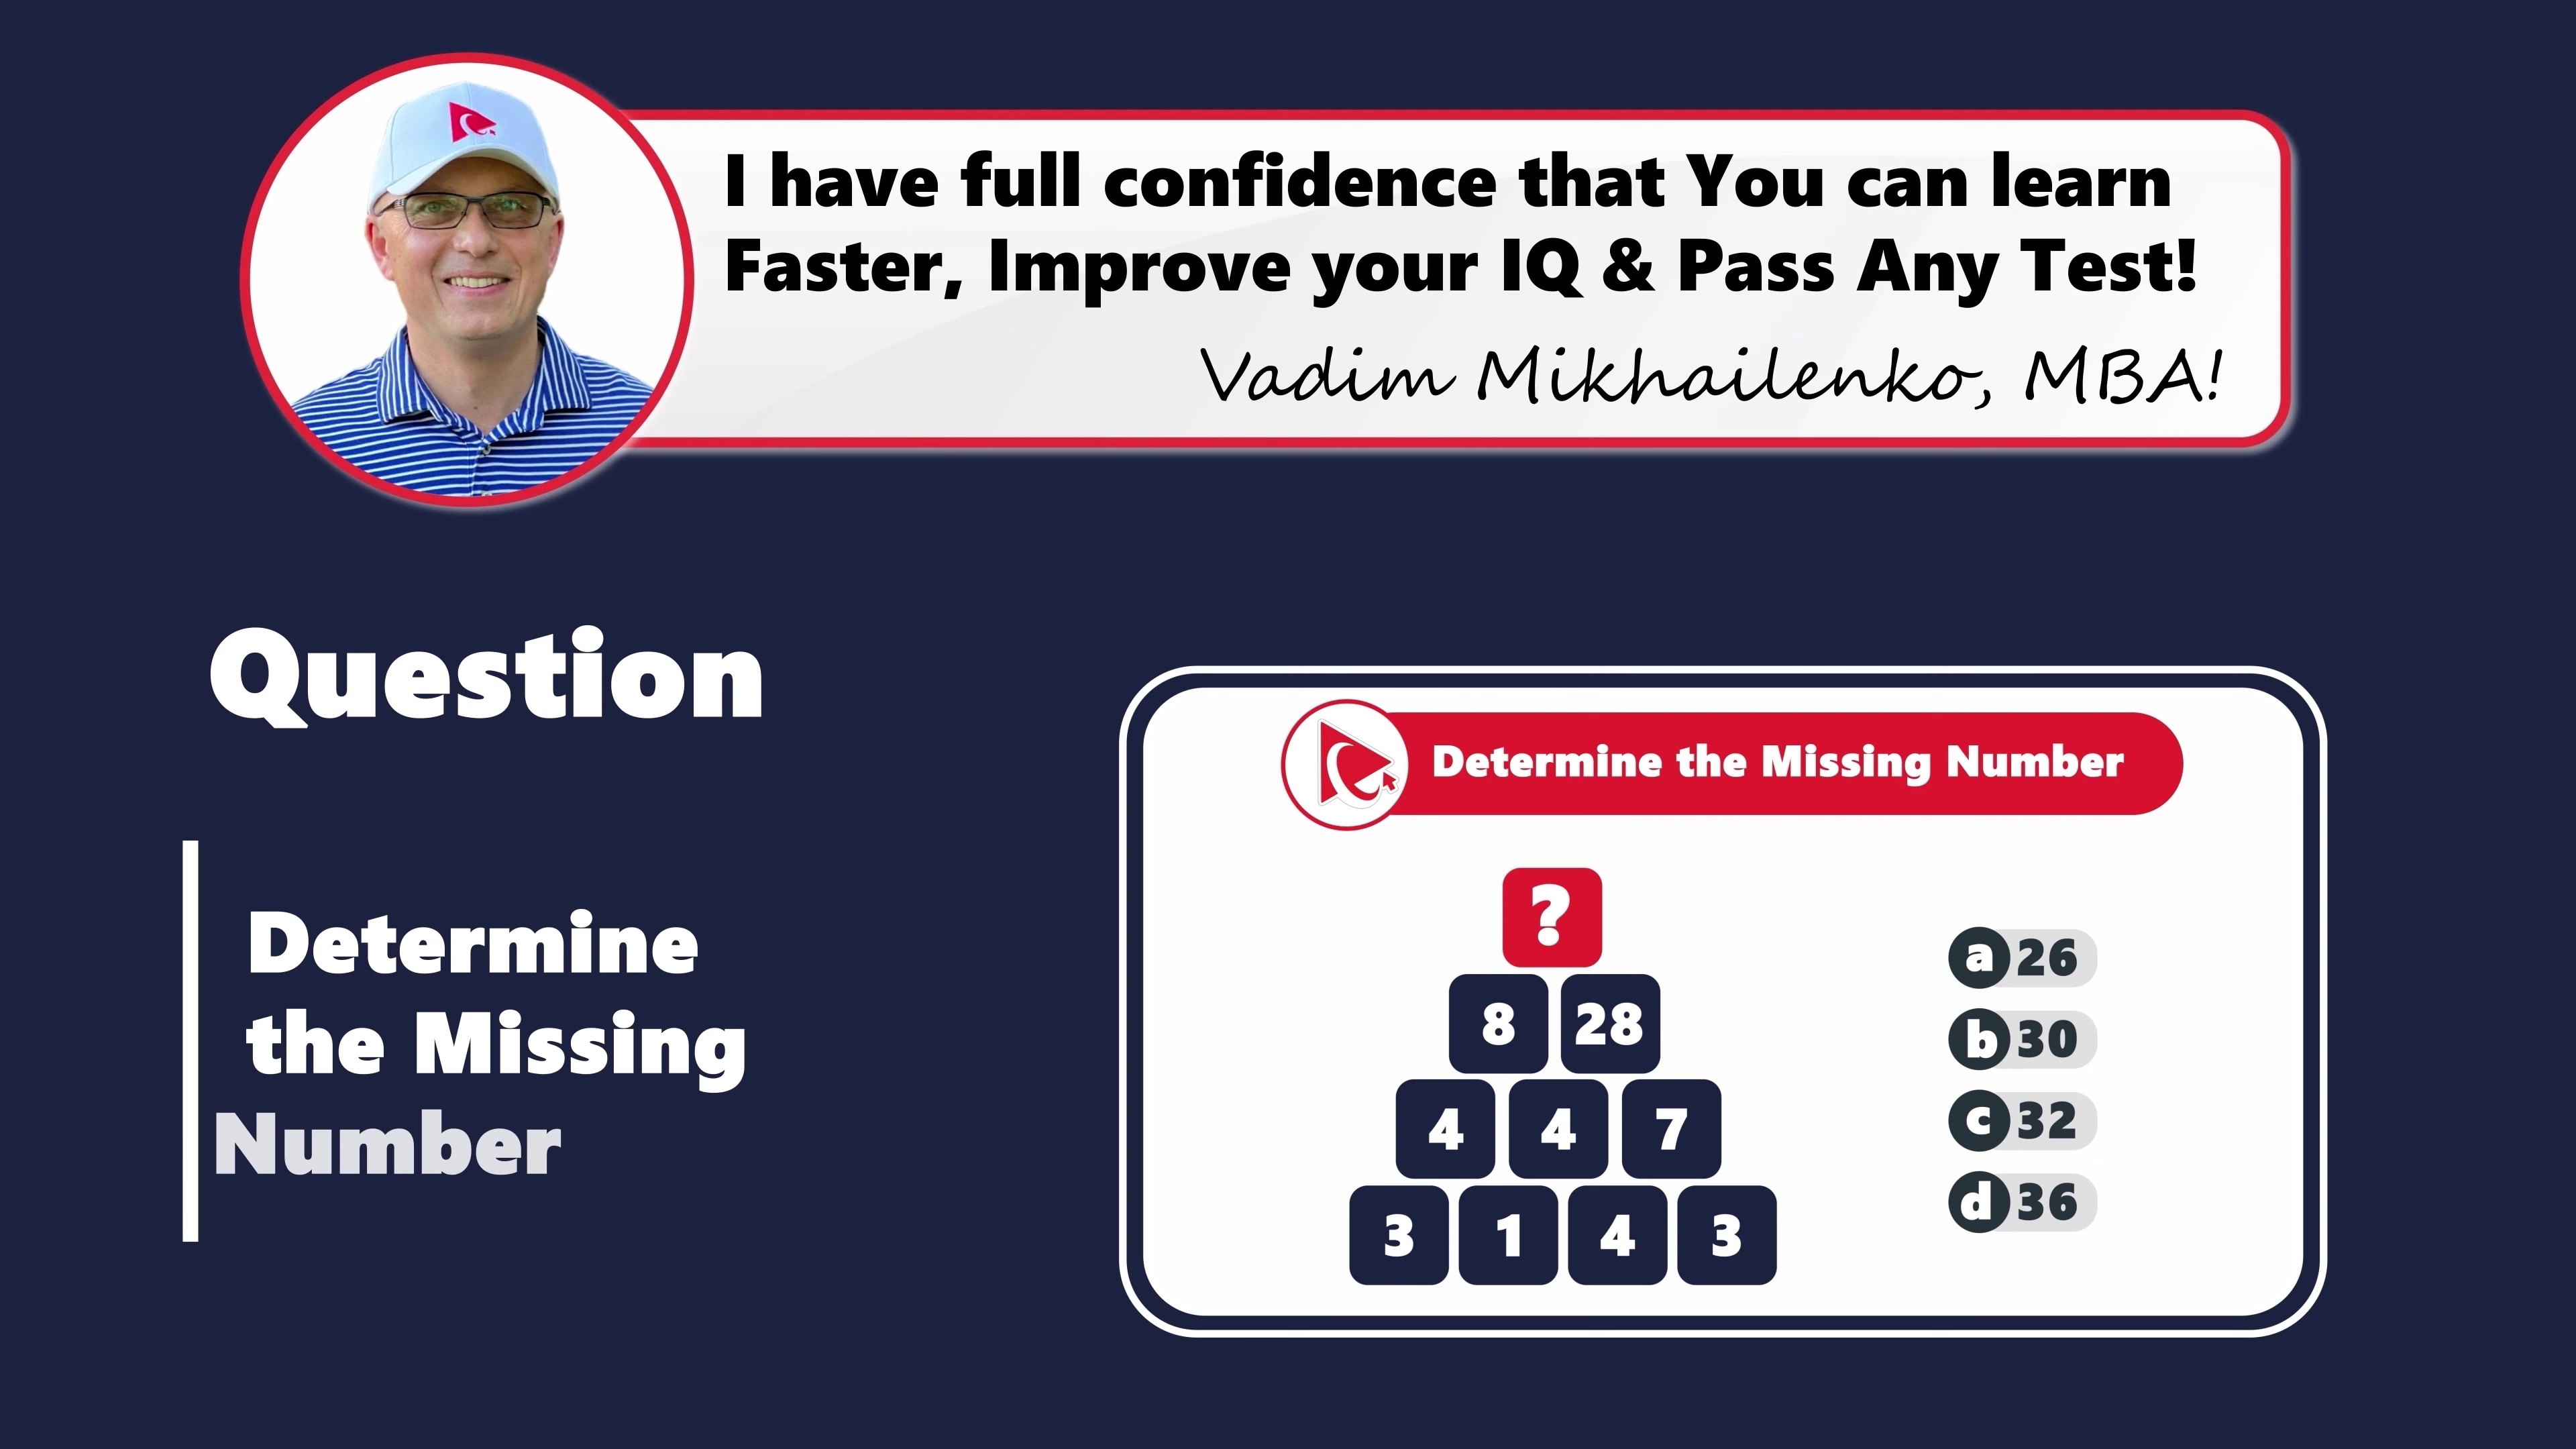 I have full confidence that You can learn
Faster, Improve your IQ & Pass Any Test!
Vadim Mikhailenko, MBA!
Question
Determine
the Missing
Number
Determine the Missing Number
?
8 28
4 4 7
3 1 4 3
a 26
b 30
c 32
d 36